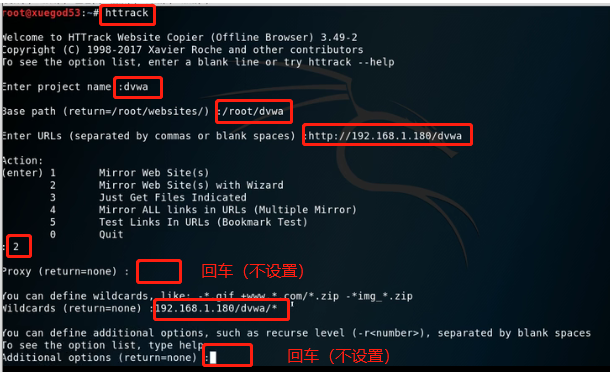 root@xuegod53:~# httrack
Welcome to HTTrack Website Copier (Offline Browser) 3.49-2
Copyright (C) 1998-2017 Xavier Roche and other contributors
To see the option list, enter a blank line or try httrack --help
Enter project name :dvwa
Base path (return=/root/websites/) :/root/dvwa
Enter URLs (separated by commas or blank spaces) :http://192.168.1.180/dvwa
Action:
(enter) 1 Mirror Web Site(s)
2 Mirror Web Site(s) with Wizard
3 Just Get Files Indicated
4 Mirror ALL links in URLs (Multiple Mirror)
5 Test Links In URLs (Bookmark Test)
0 Quit
: 2
Proxy (return=none) : 回车（不设置）
You can define wildcards, like: -*.gif +www.*.com/*.zip -*img_*.zip
Wildcards (return=none) :192.168.1.180/dvwa/*
You can define additional options, such as recurse level (-r<number>), separated by blank spaces
To see the option list, type help
Additional options (return=none) : 回车（不设置）